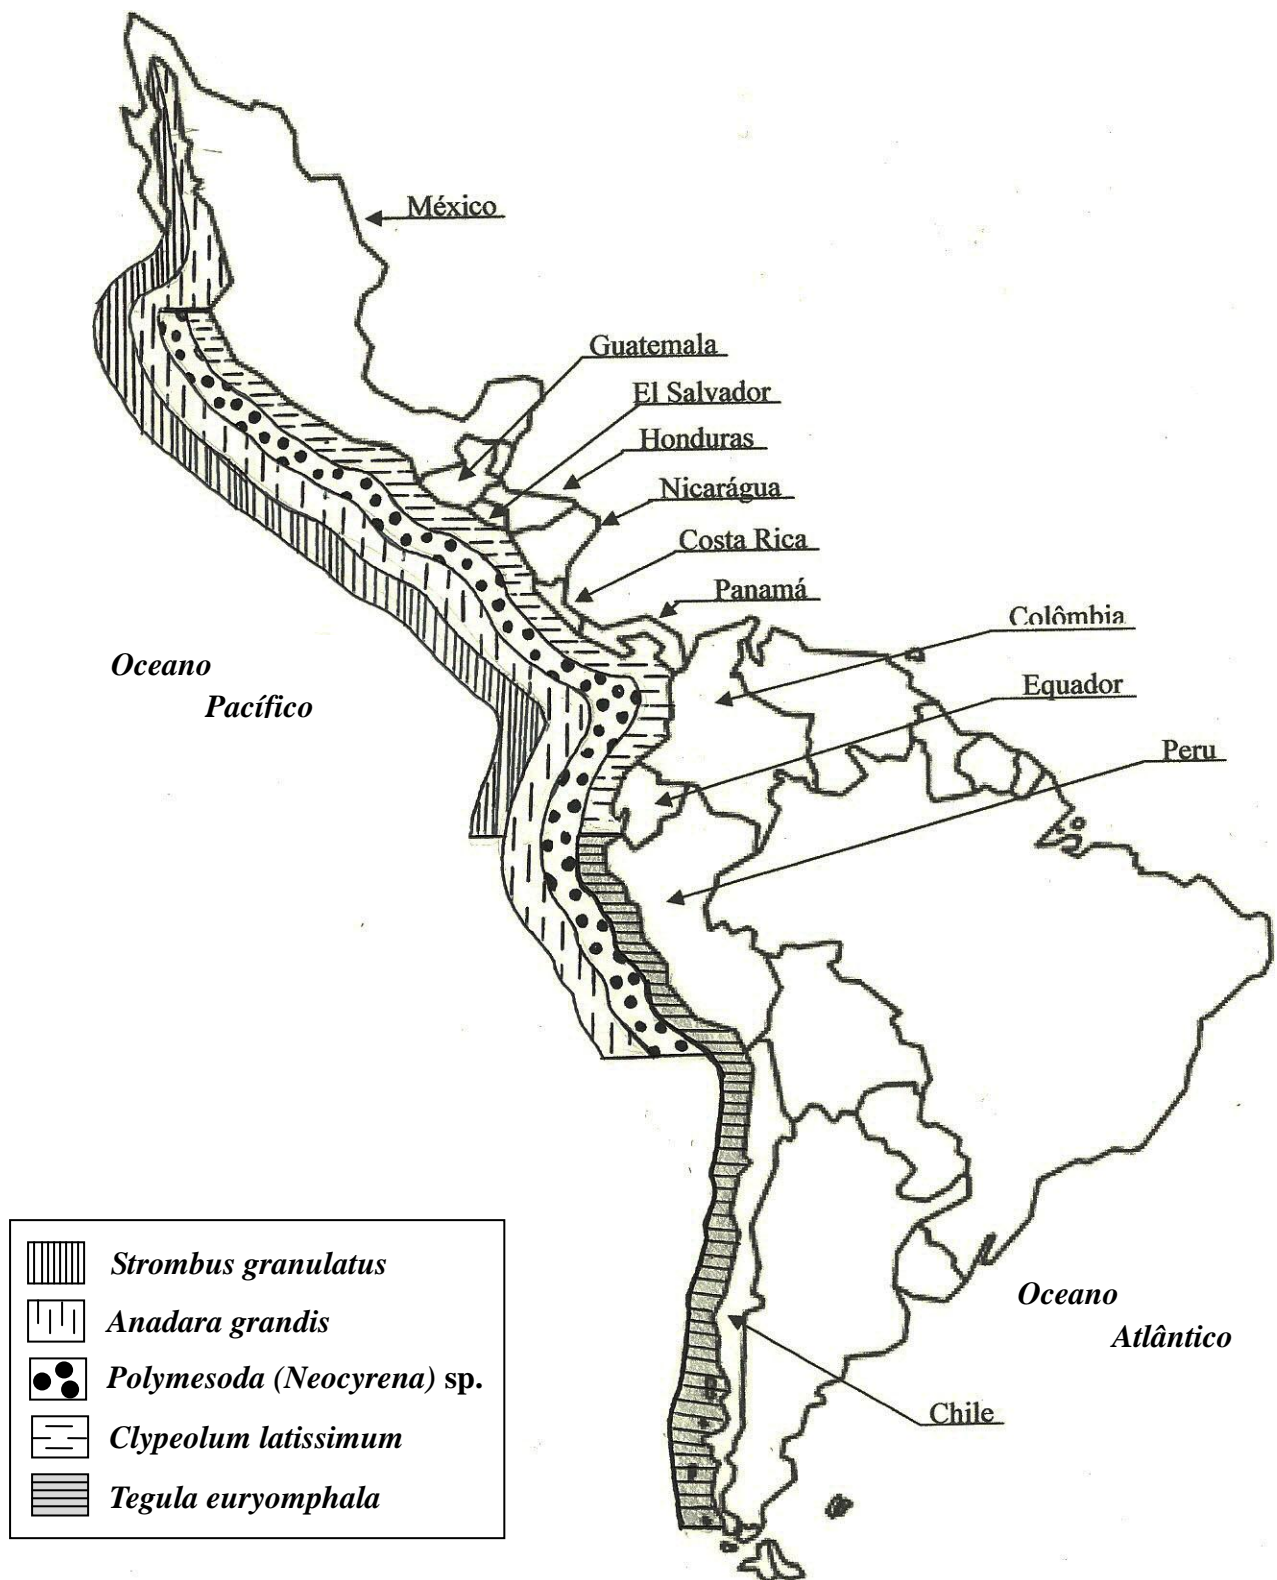 México
Guatemala
El Salvador
Honduras
Nicarágua
Costa Rica
Panamá
Colômbia
Equador
Peru
Oceano
Pacífico
Oceano
Atlântico
Chile
Strombus granulatus
Anadara grandis
Polymesoda (Neocyrena) sp.
Clypeolum latissimum
Tegula euryomphala